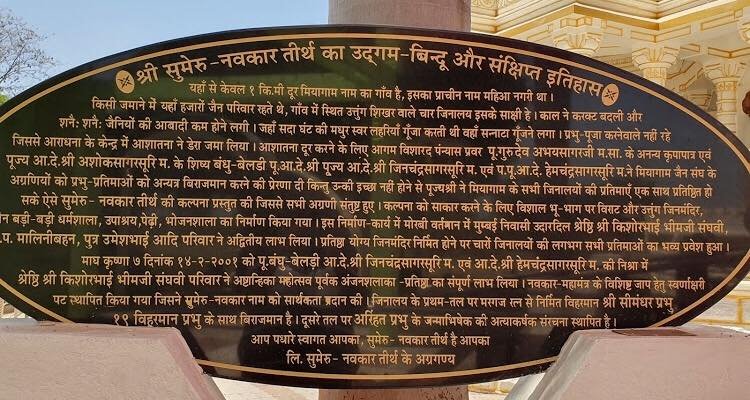 श्री सुमेरु-नवकार तीर्थ का उद्गम-बिन्दू और संक्षिप्त इतिहास
यहाँ से केवल १ कि.मी दूर मियागाम नाम का गाँव है, इसका प्राचीन नाम महिआ नगरी था।
किसी जमाने में यहाँ हजारों जैन परिवार रहते थे, गाँव में स्थित उत्तुंग शिखर वाले चार जिनालय इसके साक्षी है। काल ने करवट बदली और
शनै: शनै: जैनियों की आबादी कम होने लगी। जहाँ सदा घंट की मधुर स्वर लहरियाँ गूँजा करती थी वहाँ सन्नाटा गूँजने लगा। प्रभु-पूजा करनेवाले नही रहे
जिससे आराधना के केन्द्र में आशातना ने डेरा जमा लिया। आशातना दूर करने के लिए आगम विशारद पंन्यास प्रवर पू.गुरुदेव अभयसागरजी म.सा. के अनन्य कृपापात्र एवं
पूज्य आ.दे.श्री अशोकसागरसूरि म. के शिष्य बंधु-बेलडी पू.आ.दे.श्री पूज्य आ.दे.श्री जिनचन्द्रसागरसूरि म. एवं प.पू.आ.दे. हेमचन्द्रसागरसूरि म.ने मियागाम जैन संघ के
अग्रणियों को प्रभु-प्रतिमाओं को अन्यत्र बिराजमान करने की प्रेरणा दी किन्तु उनकी इच्छा नही होने से पूज्यश्री ने मियागाम के सभी जिनालयों की प्रतिमाएँ एक साथ प्रतिष्ठित हो
सके ऐसे सुमेरु-नवकार तीर्थ की कल्पना प्रस्तुत की जिससे सभी अग्रणी संतुष्ट हुए। कल्पना को साकार करने के लिए विशाल भू-भाग पर विराट और उत्तुंग जिनमंदिर,
बड़ी-बड़ी धर्मशाला, उपाश्रय,पेढ़ी, भोजनशाला का निर्माण किया गया। इस निर्माण-कार्य में मोरबी वर्तमान में मुम्बई निवासी उदारदिल श्रेष्ठि श्री किशोरभाई भीमजी संघवी,
मालिनीबहन, पुत्र उमेशभाई आदि परिवार ने अद्वितीय लाभ लिया। प्रतिष्ठा योग्य जिनमंदिर निर्मित होने पर चारों जिनालयों की लगभग सभी प्रतिमाओं का भव्य प्रवेश हुआ।
माघ कृष्णा ७ दिनांक १४-२-२००१ को पू.बंधु-बेलडी आ.दे.श्री जिनचंद्रसागरसूरि म. एवं आ.दे.श्री हेमचंद्रसागरसूरि म. की निश्रा में
श्रेष्ठि श्री किशोरभाई भीमजी संघवी परिवार ने अष्टान्हिका महोत्सव पूर्वक अंजनशलाका-प्रतिष्ठा का संपूर्ण लाभ लिया। नवकार-महामंत्र के विशिष्ट जाप हेतु स्वर्णाक्षरी
पट स्थापित किया गया जिसने सुमेरु-नवकार नाम को सार्थकता प्रदान की। जिनालय के प्रथम-तल पर मरगज रत्न से निर्मित विहरमान श्री सीमंधर प्रभु
१९ विहरमान प्रभु के साथ बिराजमान है। दूसरे तल पर अरिहंत प्रभु के जन्माभिषेक की अत्याकर्षक संरचना स्थापित है।
आप पधारे स्वागत आपका, सुमेरु-नवकार तीर्थ है आपका
लि. सुमेरु-नवकार तीर्थ के अग्रगण्य